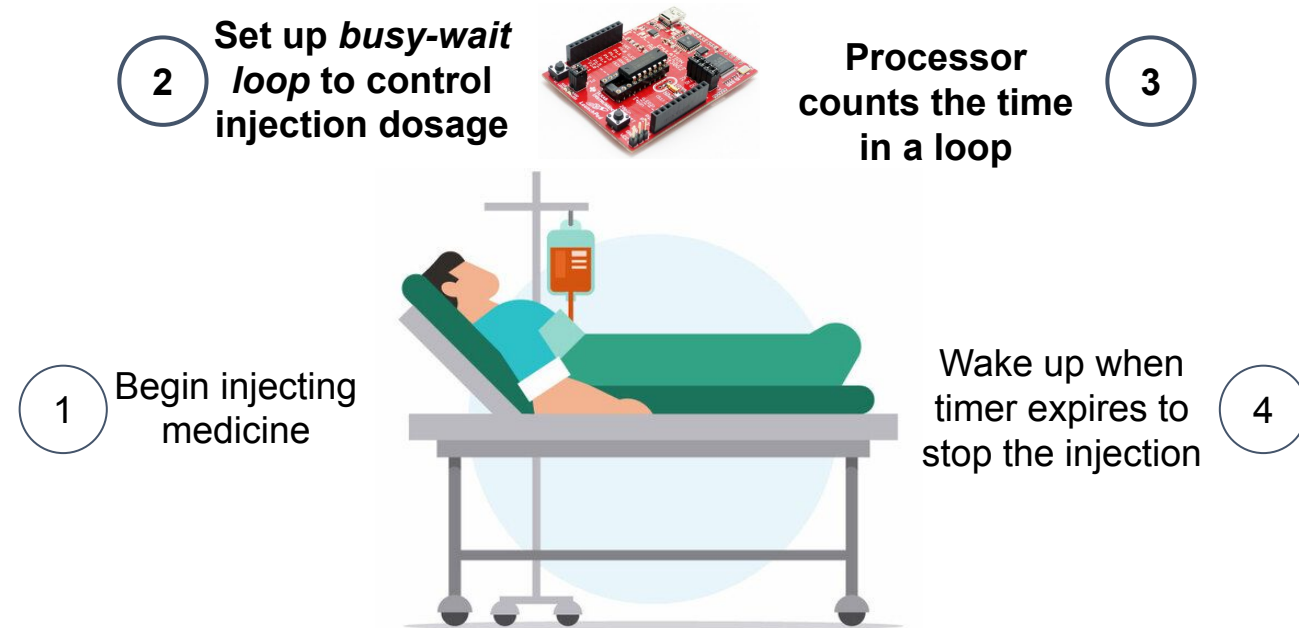 2
Set up busy-wait
loop to control
injection dosage
Processor
counts the time
in a loop
3
1
Begin injecting
medicine
Wake up when
timer expires to
stop the injection
4